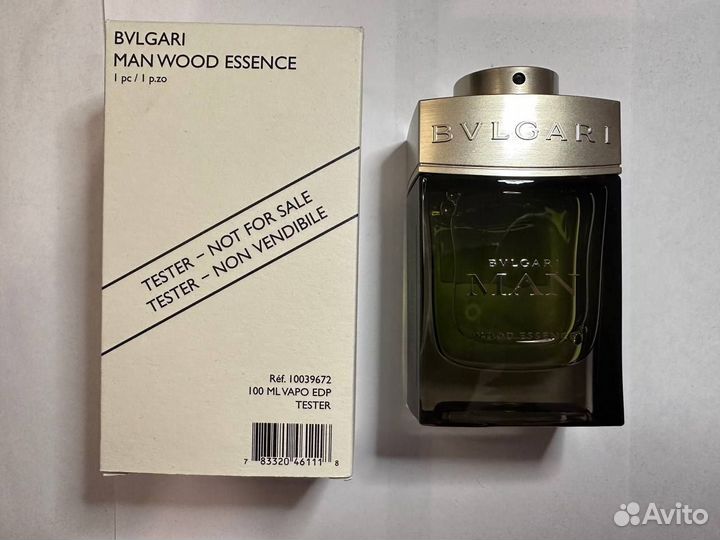 BVLGARI
MAN WOOD ESSENCE
1 pc / 1 p.zo
TESTER – NOT FOR SALE
TESTER – NON VENDIBILE
Réf. 10039672
100 ML VAPO EDP
TESTER
7 83320 46111 8
BVLGARI
BVLGARI
MAN
WOOD ESSENCE
Avito